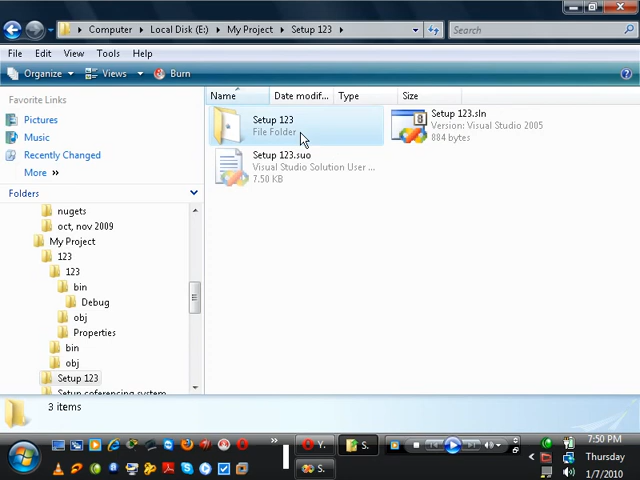 Computer ▸ Local Disk (E:) ▸ My Project ▸ Setup 123 ▸
Search
File Edit View Tools Help
Organize Views Burn
Favorite Links
Pictures
Music
Recently Changed
More »
Folders
nugets
oct, nov 2009
My Project
123
123
bin
Debug
obj
Properties
bin
obj
Setup 123
Setup coferencing system
Name Date modif... Type Size
Setup 123
File Folder
Setup 123.sln
Version: Visual Studio 2005
884 bytes
Setup 123.suo
Visual Studio Solution User ...
7.50 KB
3 items
Y.
S.
S.
7:50 PM
Thursday
1/7/2010